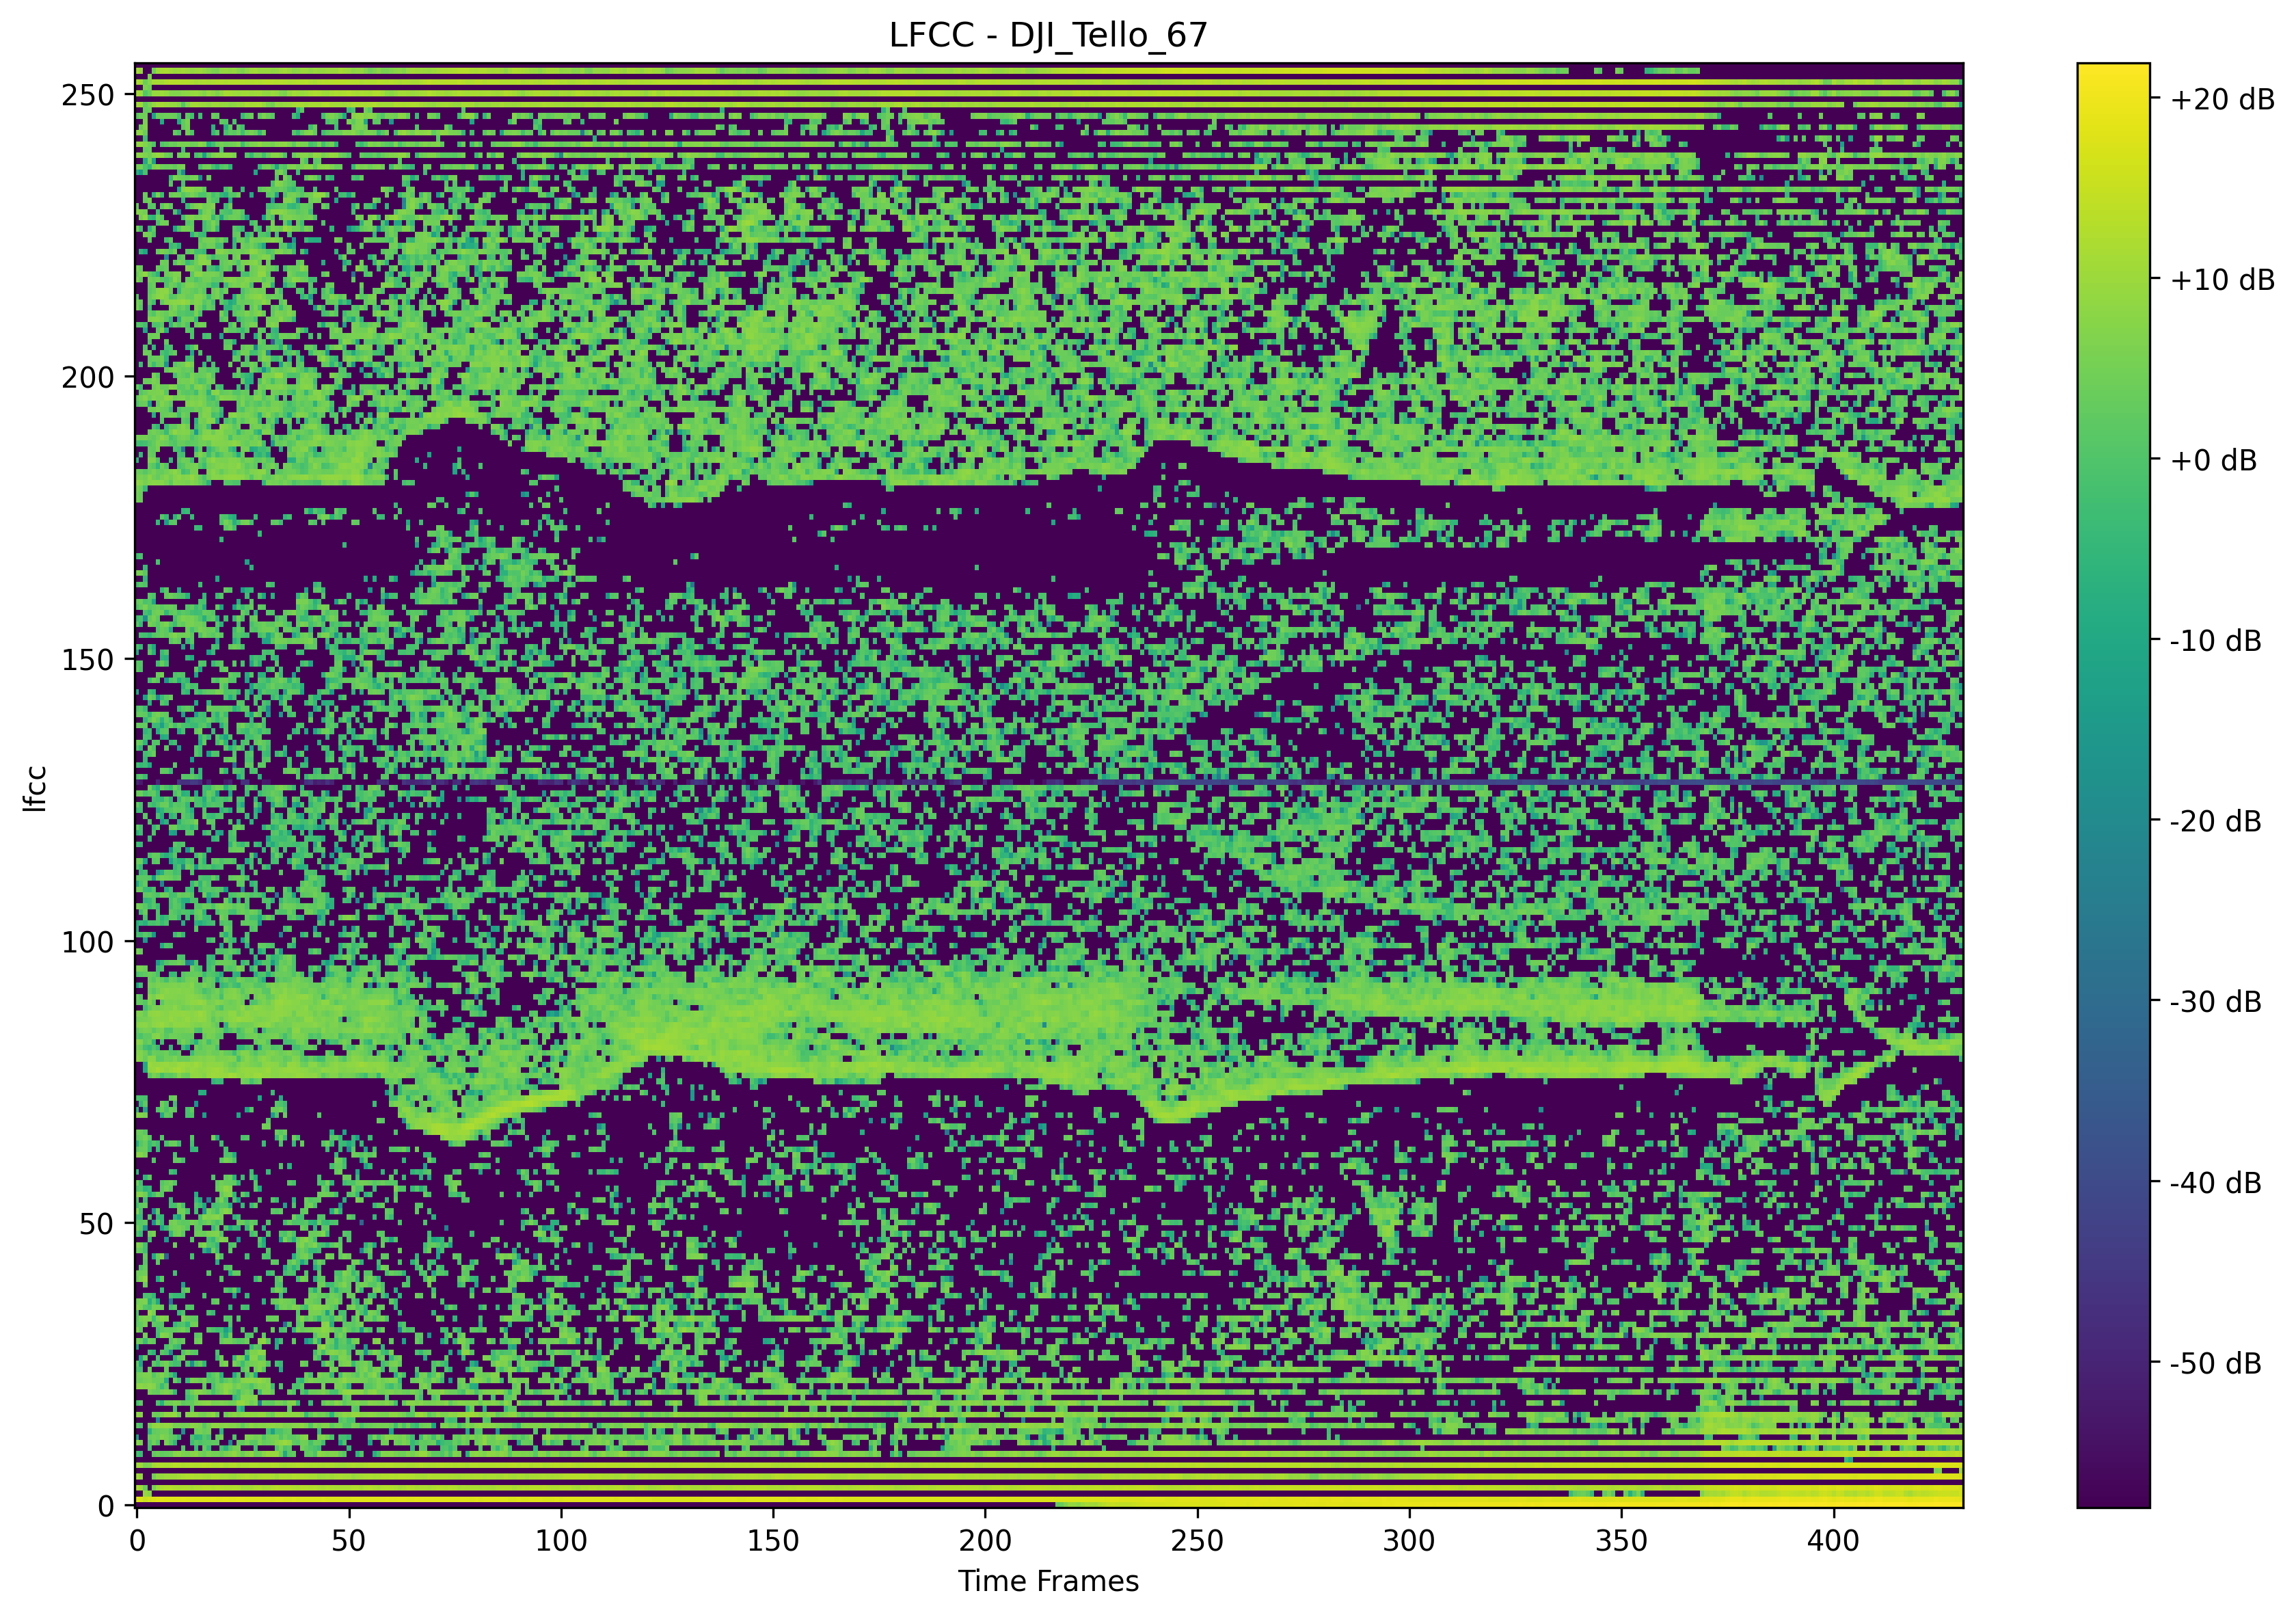 LFCC - DJI_Tello_67
lfcc
250
200
150
100
50
0
0 50 100 150 200 250 300 350 400
Time Frames
+20 dB
+10 dB
+0 dB
-10 dB
-20 dB
-30 dB
-40 dB
-50 dB